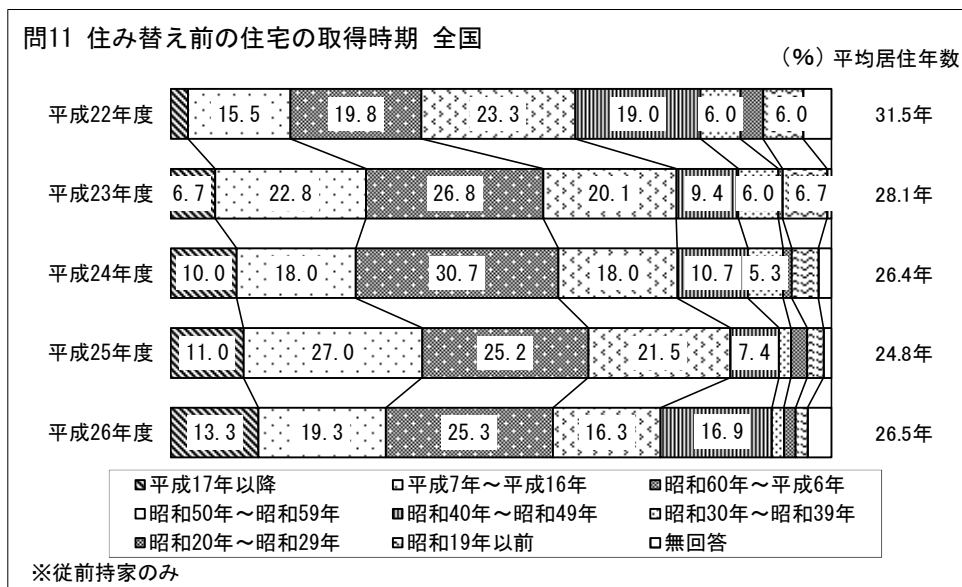 問11 住み替え前の住宅の取得時期 全国
（%）平均居住年数
平成22年度 15.5 19.8 23.3 19.0 6.0 6.0 31.5年
平成23年度 6.7 22.8 26.8 20.1 9.4 6.0 6.7 28.1年
平成24年度 10.0 18.0 30.7 18.0 10.7 5.3 26.4年
平成25年度 11.0 27.0 25.2 21.5 7.4 24.8年
平成26年度 13.3 19.3 25.3 16.3 16.9 26.5年
平成17年以降 平成7年～平成16年 昭和60年～平成6年
昭和50年～昭和59年 昭和40年～昭和49年 昭和30年～昭和39年
昭和20年～昭和29年 昭和19年以前 無回答
※従前持家のみ